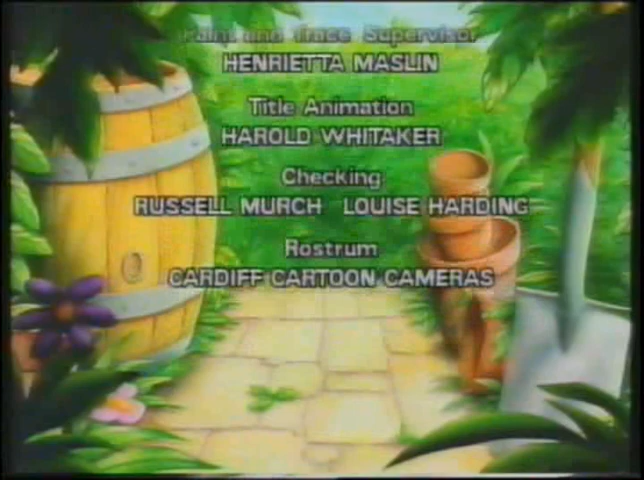 Paint and Trace Supervisor
HENRIETTA MASLIN
Title Animation
HAROLD WHITAKER
Checking
RUSSELL MURCH LOUISE HARDING
Rostrum
CARDIFF CARTOON CAMERAS